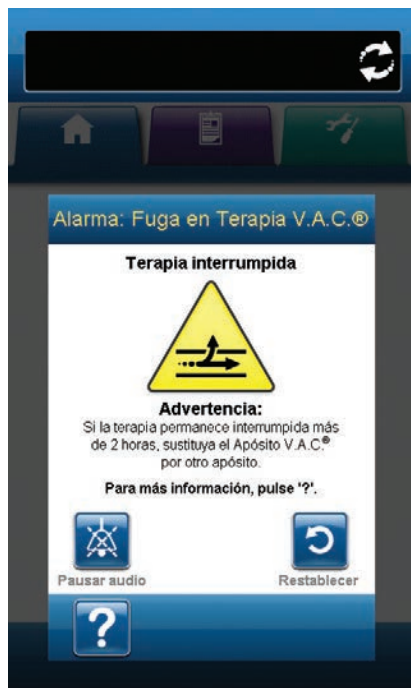 Alarma: Fuga en Terapia V.A.C.®
Terapia interrumpida
Advertencia:
Si la terapia permanece interrumpida más
de 2 horas, sustituya el Apósito V.A.C.®
por otro apósito.
Para más información, pulse '?'.
Pausar audio
Restablecer
?